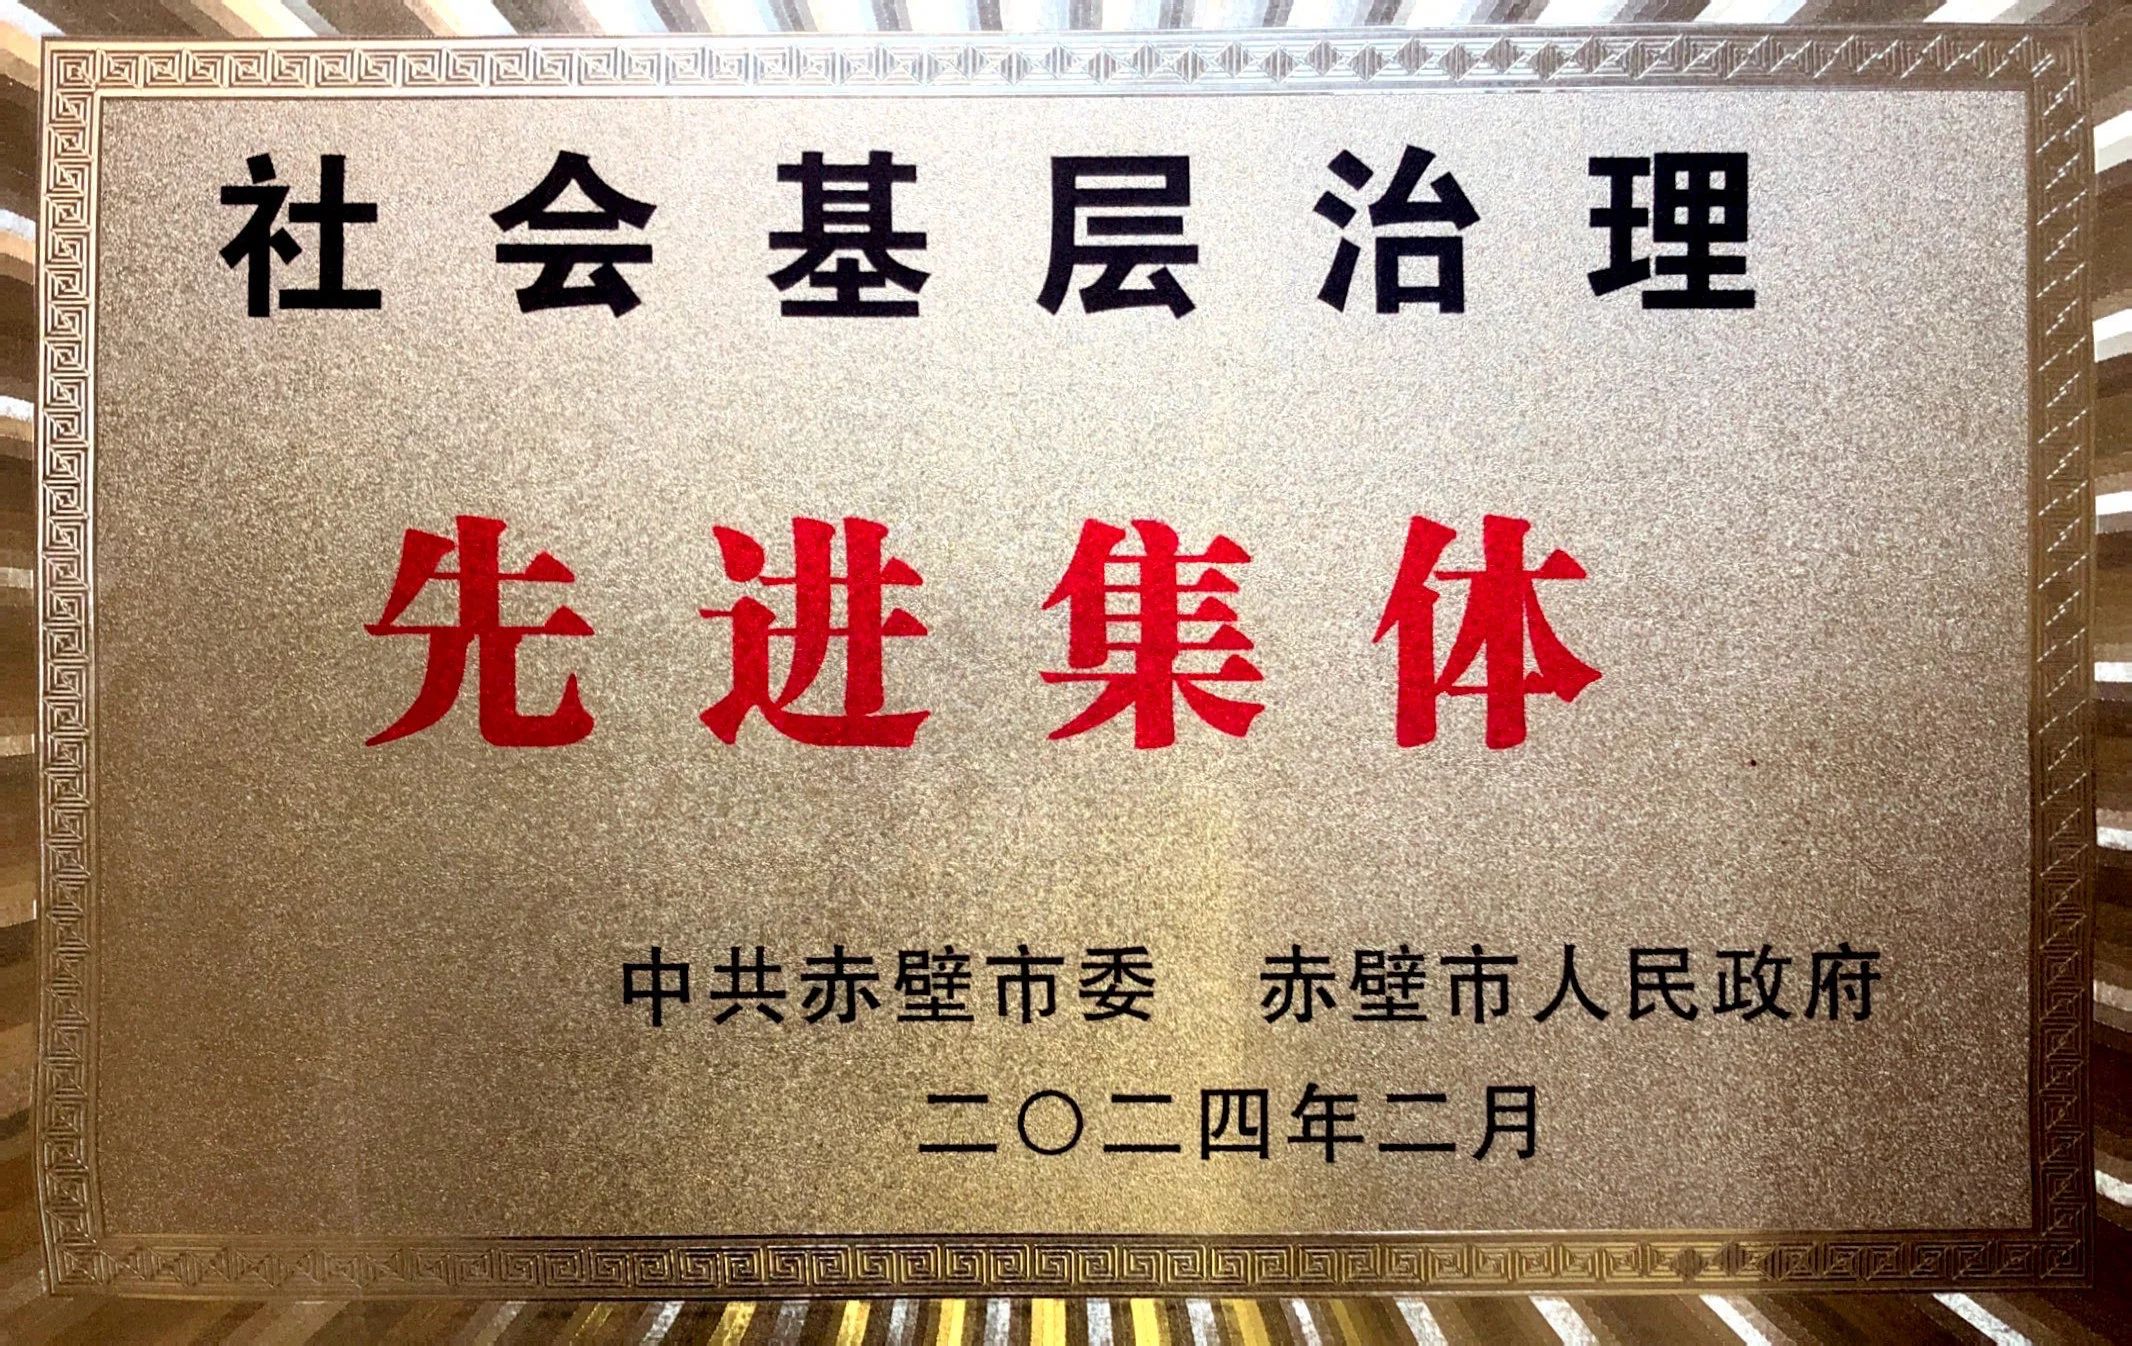 社会基层治理
先进集体
中共赤壁市委 赤壁市人民政府
二〇二四年二月